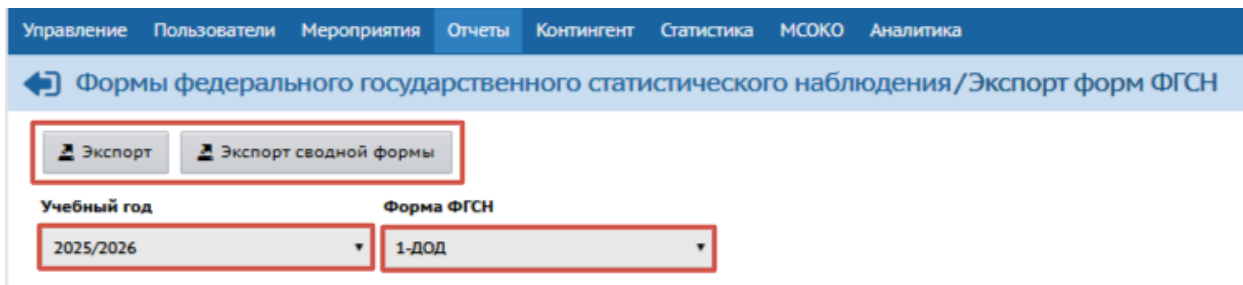 Управление Пользователи Мероприятия Отчеты Контингент Статистика МСОКО Аналитика
Формы федерального государственного статистического наблюдения/Экспорт форм ФГСН
Экспорт Экспорт сводной формы
Учебный год Форма ФГСН
2025/2026 1-ДОД